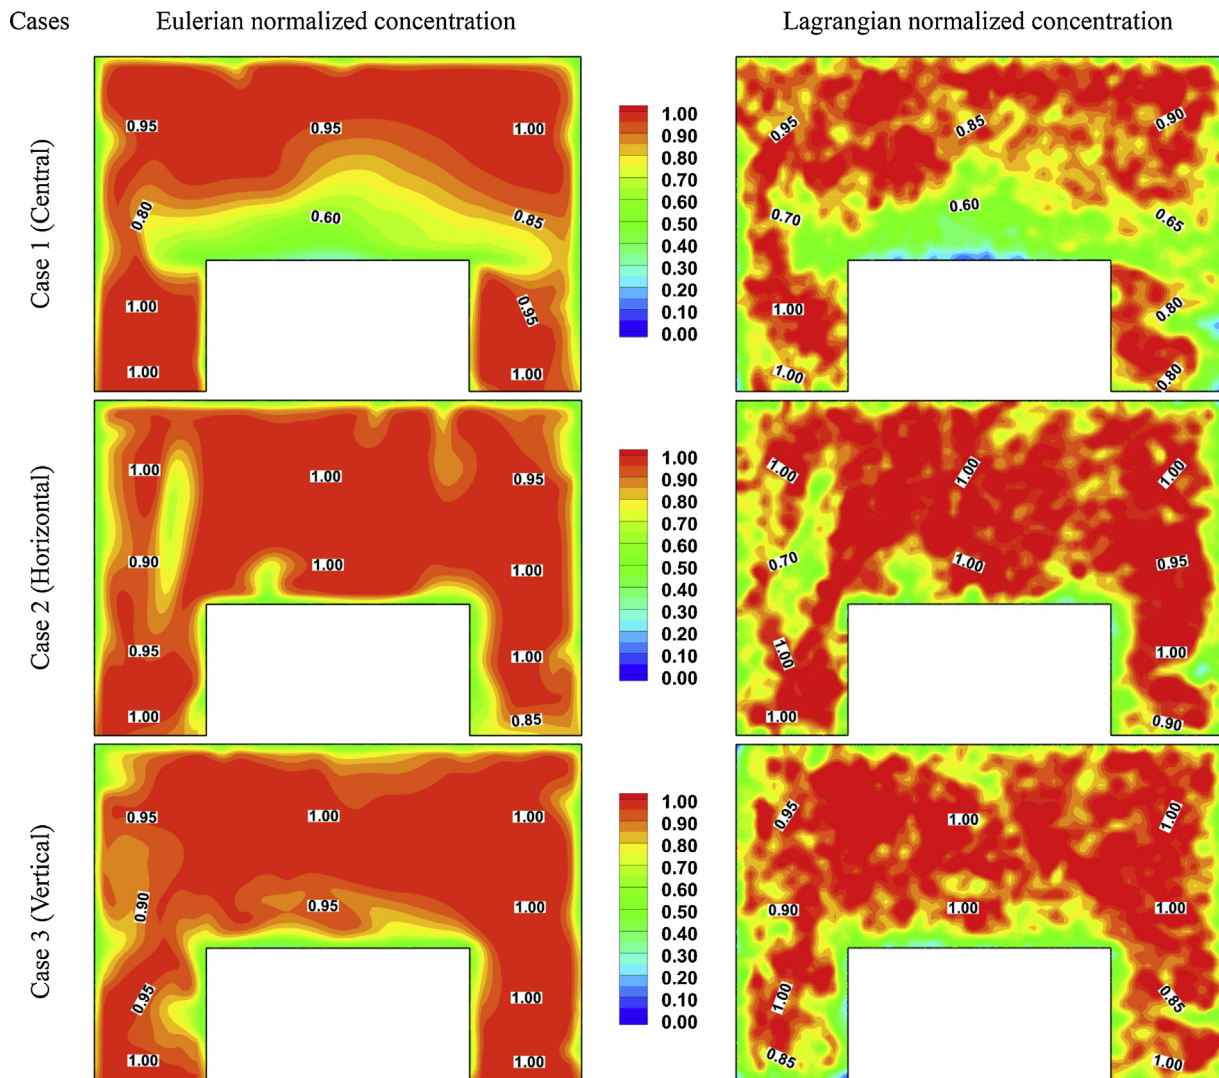 Cases Eulerian normalized concentration Lagrangian normalized concentration
Case 1 (Central)
0.95 0.95 1.00
0.80 0.60 0.85
1.00 0.95
1.00 1.00
1.00
0.90
0.80
0.70
0.60
0.50
0.40
0.30
0.20
0.10
0.00
0.95 0.85 0.90
0.70 0.60 0.65
1.00 0.80
1.00 0.80
Case 2 (Horizontal)
1.00 1.00 0.95
0.90 1.00 1.00
0.95 1.00
1.00 0.85
1.00
0.90
0.80
0.70
0.60
0.50
0.40
0.30
0.20
0.10
0.00
1.00 1.00 1.00
0.70 1.00 0.95
1.00 1.00
1.00 0.90
Case 3 (Vertical)
0.95 1.00 1.00
0.90 0.95 1.00
0.95 1.00
1.00 1.00
1.00
0.90
0.80
0.70
0.60
0.50
0.40
0.30
0.20
0.10
0.00
0.95 1.00 1.00
0.90 1.00 1.00
1.00 0.85
0.85 1.00